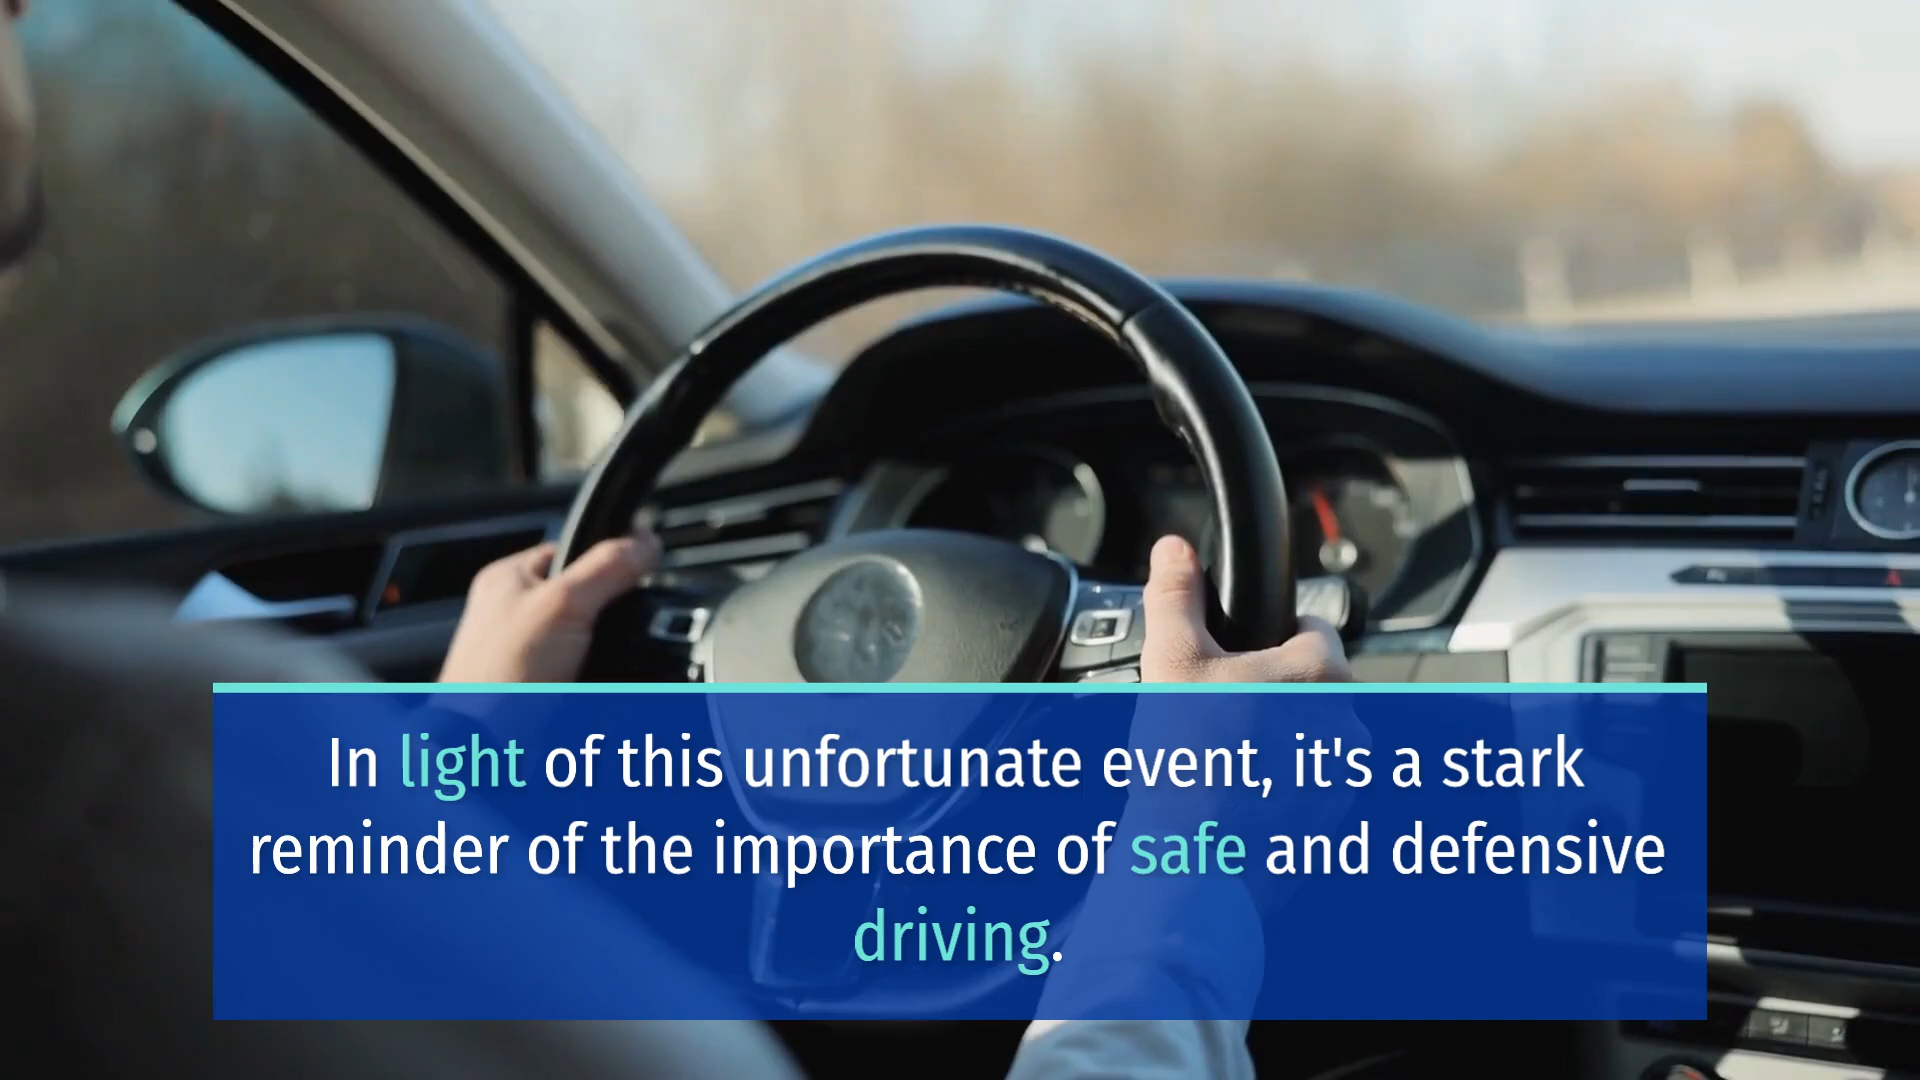 In light of this unfortunate event, it's a stark
reminder of the importance of safe and defensive
driving.